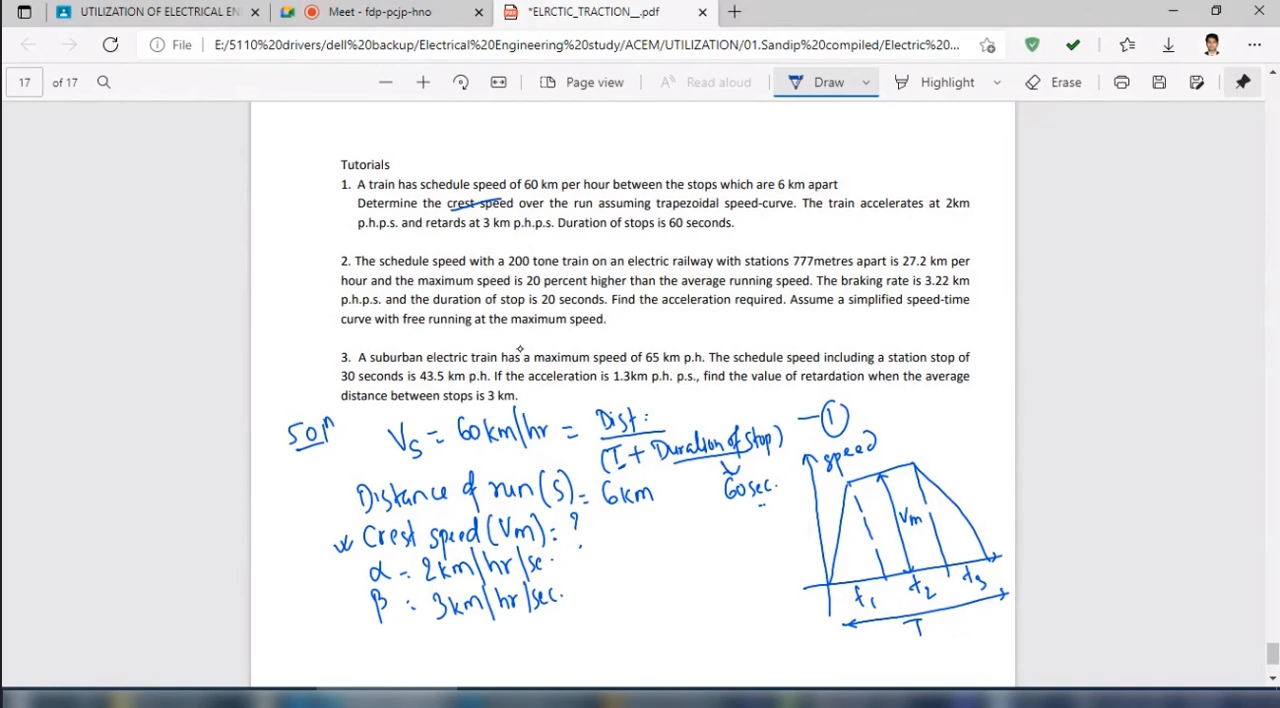 UTILIZATION OF ELECTRICAL EN
Meet - fdp-pcjp-hno
*ELRCTIC_TRACTION__.pdf
File
E:/5110%20drivers/dell%20backup/Electrical%20Engineering%20study/ACEM/UTILIZATION/01.Sandip%20compiled/Electric%20...
17 of 17
Page view
Read aloud
Draw
Highlight
Erase
Tutorials
1. A train has schedule speed of 60 km per hour between the stops which are 6 km apart
Determine the crest speed over the run assuming trapezoidal speed-curve. The train accelerates at 2km
p.h.p.s. and retards at 3 km p.h.p.s. Duration of stops is 60 seconds.
2. The schedule speed with a 200 tone train on an electric railway with stations 777metres apart is 27.2 km per
hour and the maximum speed is 20 percent higher than the average running speed. The braking rate is 3.22 km
p.h.p.s. and the duration of stop is 20 seconds. Find the acceleration required. Assume a simplified speed-time
curve with free running at the maximum speed.
3. A suburban electric train has a maximum speed of 65 km p.h. The schedule speed including a station stop of
30 seconds is 43.5 km p.h. If the acceleration is 1.3km p.h. p.s., find the value of retardation when the average
distance between stops is 3 km.
Solⁿ
Vs = 60km/hr = Dist. / (T + Duration of stop) — ①
60 sec.
Distance of run (S) = 6 km
Crest speed (Vm) = ?
α = 2km/hr/se.
β = 3km/hr/sec.
speed
Vm
t1 t2 t3
T